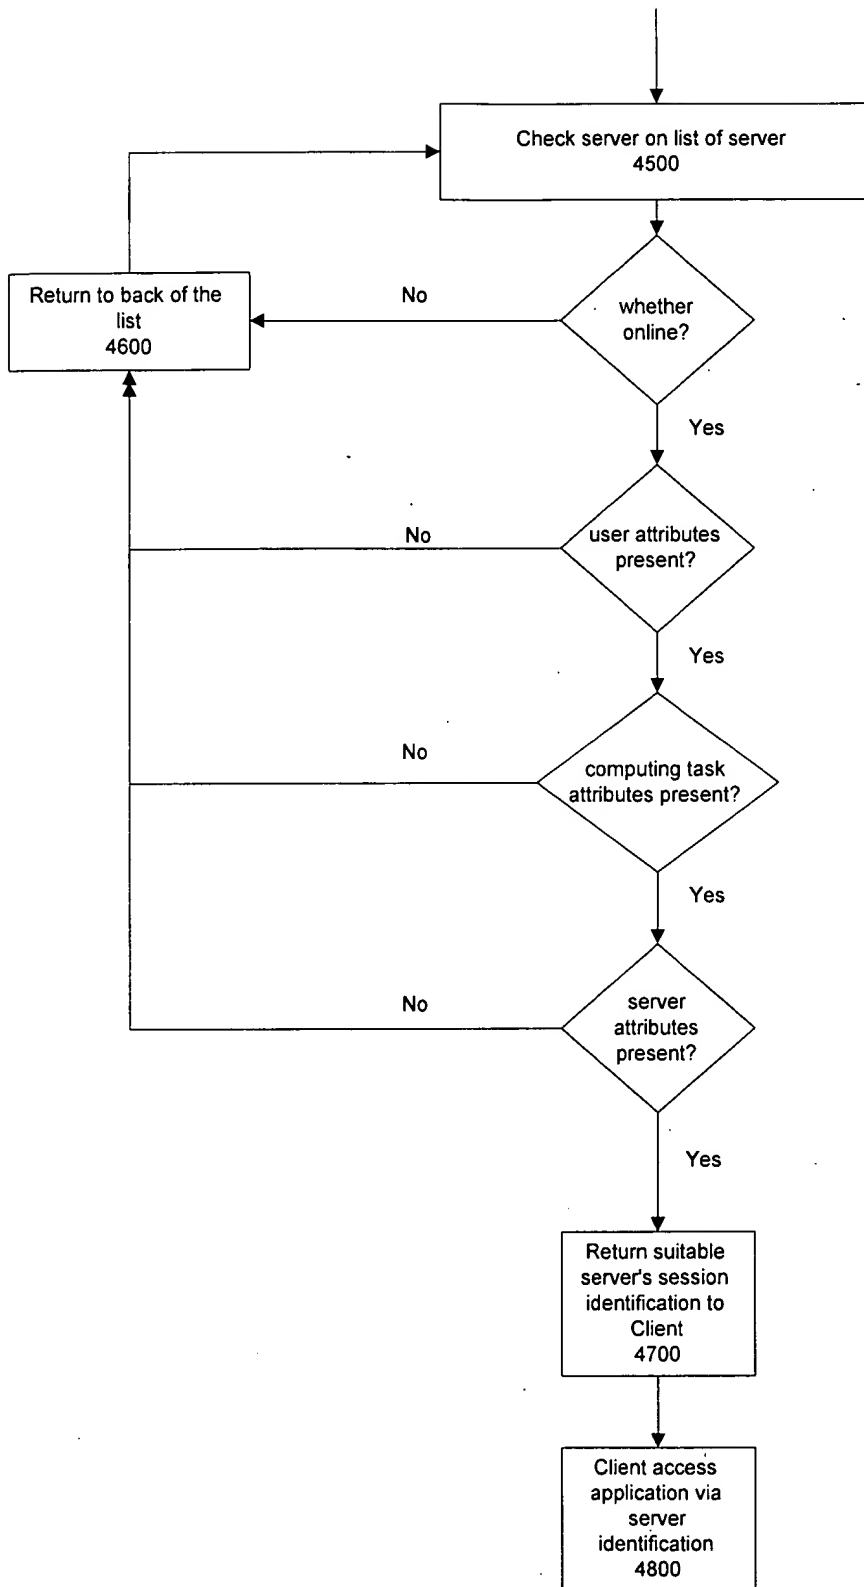 Check server on list of server
4500
Return to back of the
list
4600
No
whether
online?
Yes
No
user attributes
present?
Yes
No
computing task
attributes present?
Yes
No
server
attributes
present?
Yes
Return suitable
server's session
identification to
Client
4700
Client access
application via
server
identification
4800